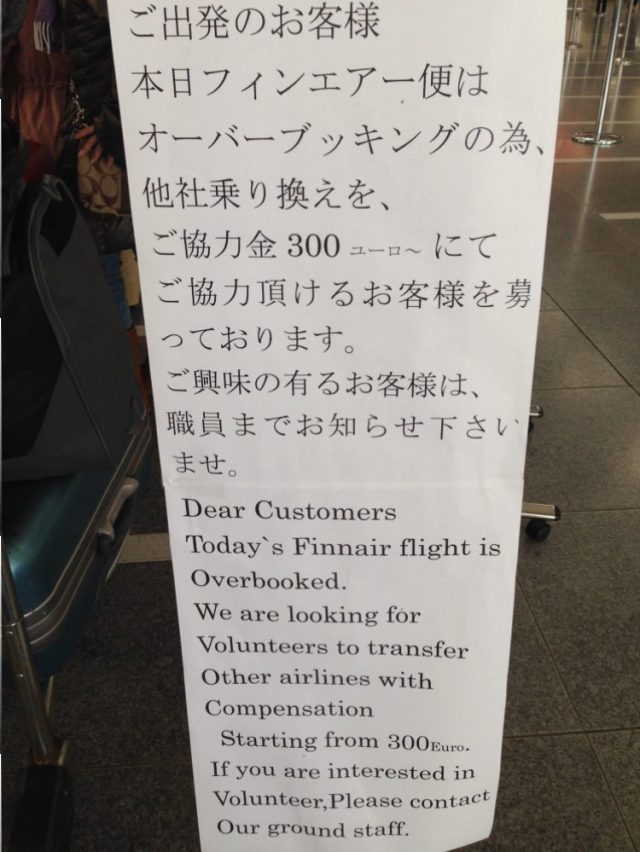 ご出発のお客様
本日フィンエアー便は
オーバーブッキングの為、
他社乗り換えを、
ご協力金 300 ユーロ～ にて
ご協力頂けるお客様を募
っております。
ご興味の有るお客様は、
職員までお知らせ下さい
ませ。
Dear Customers
Today`s Finnair flight is
Overbooked.
We are looking for
Volunteers to transfer
Other airlines with
Compensation
Starting from 300Euro.
If you are interested in
Volunteer,Please contact
Our ground staff.